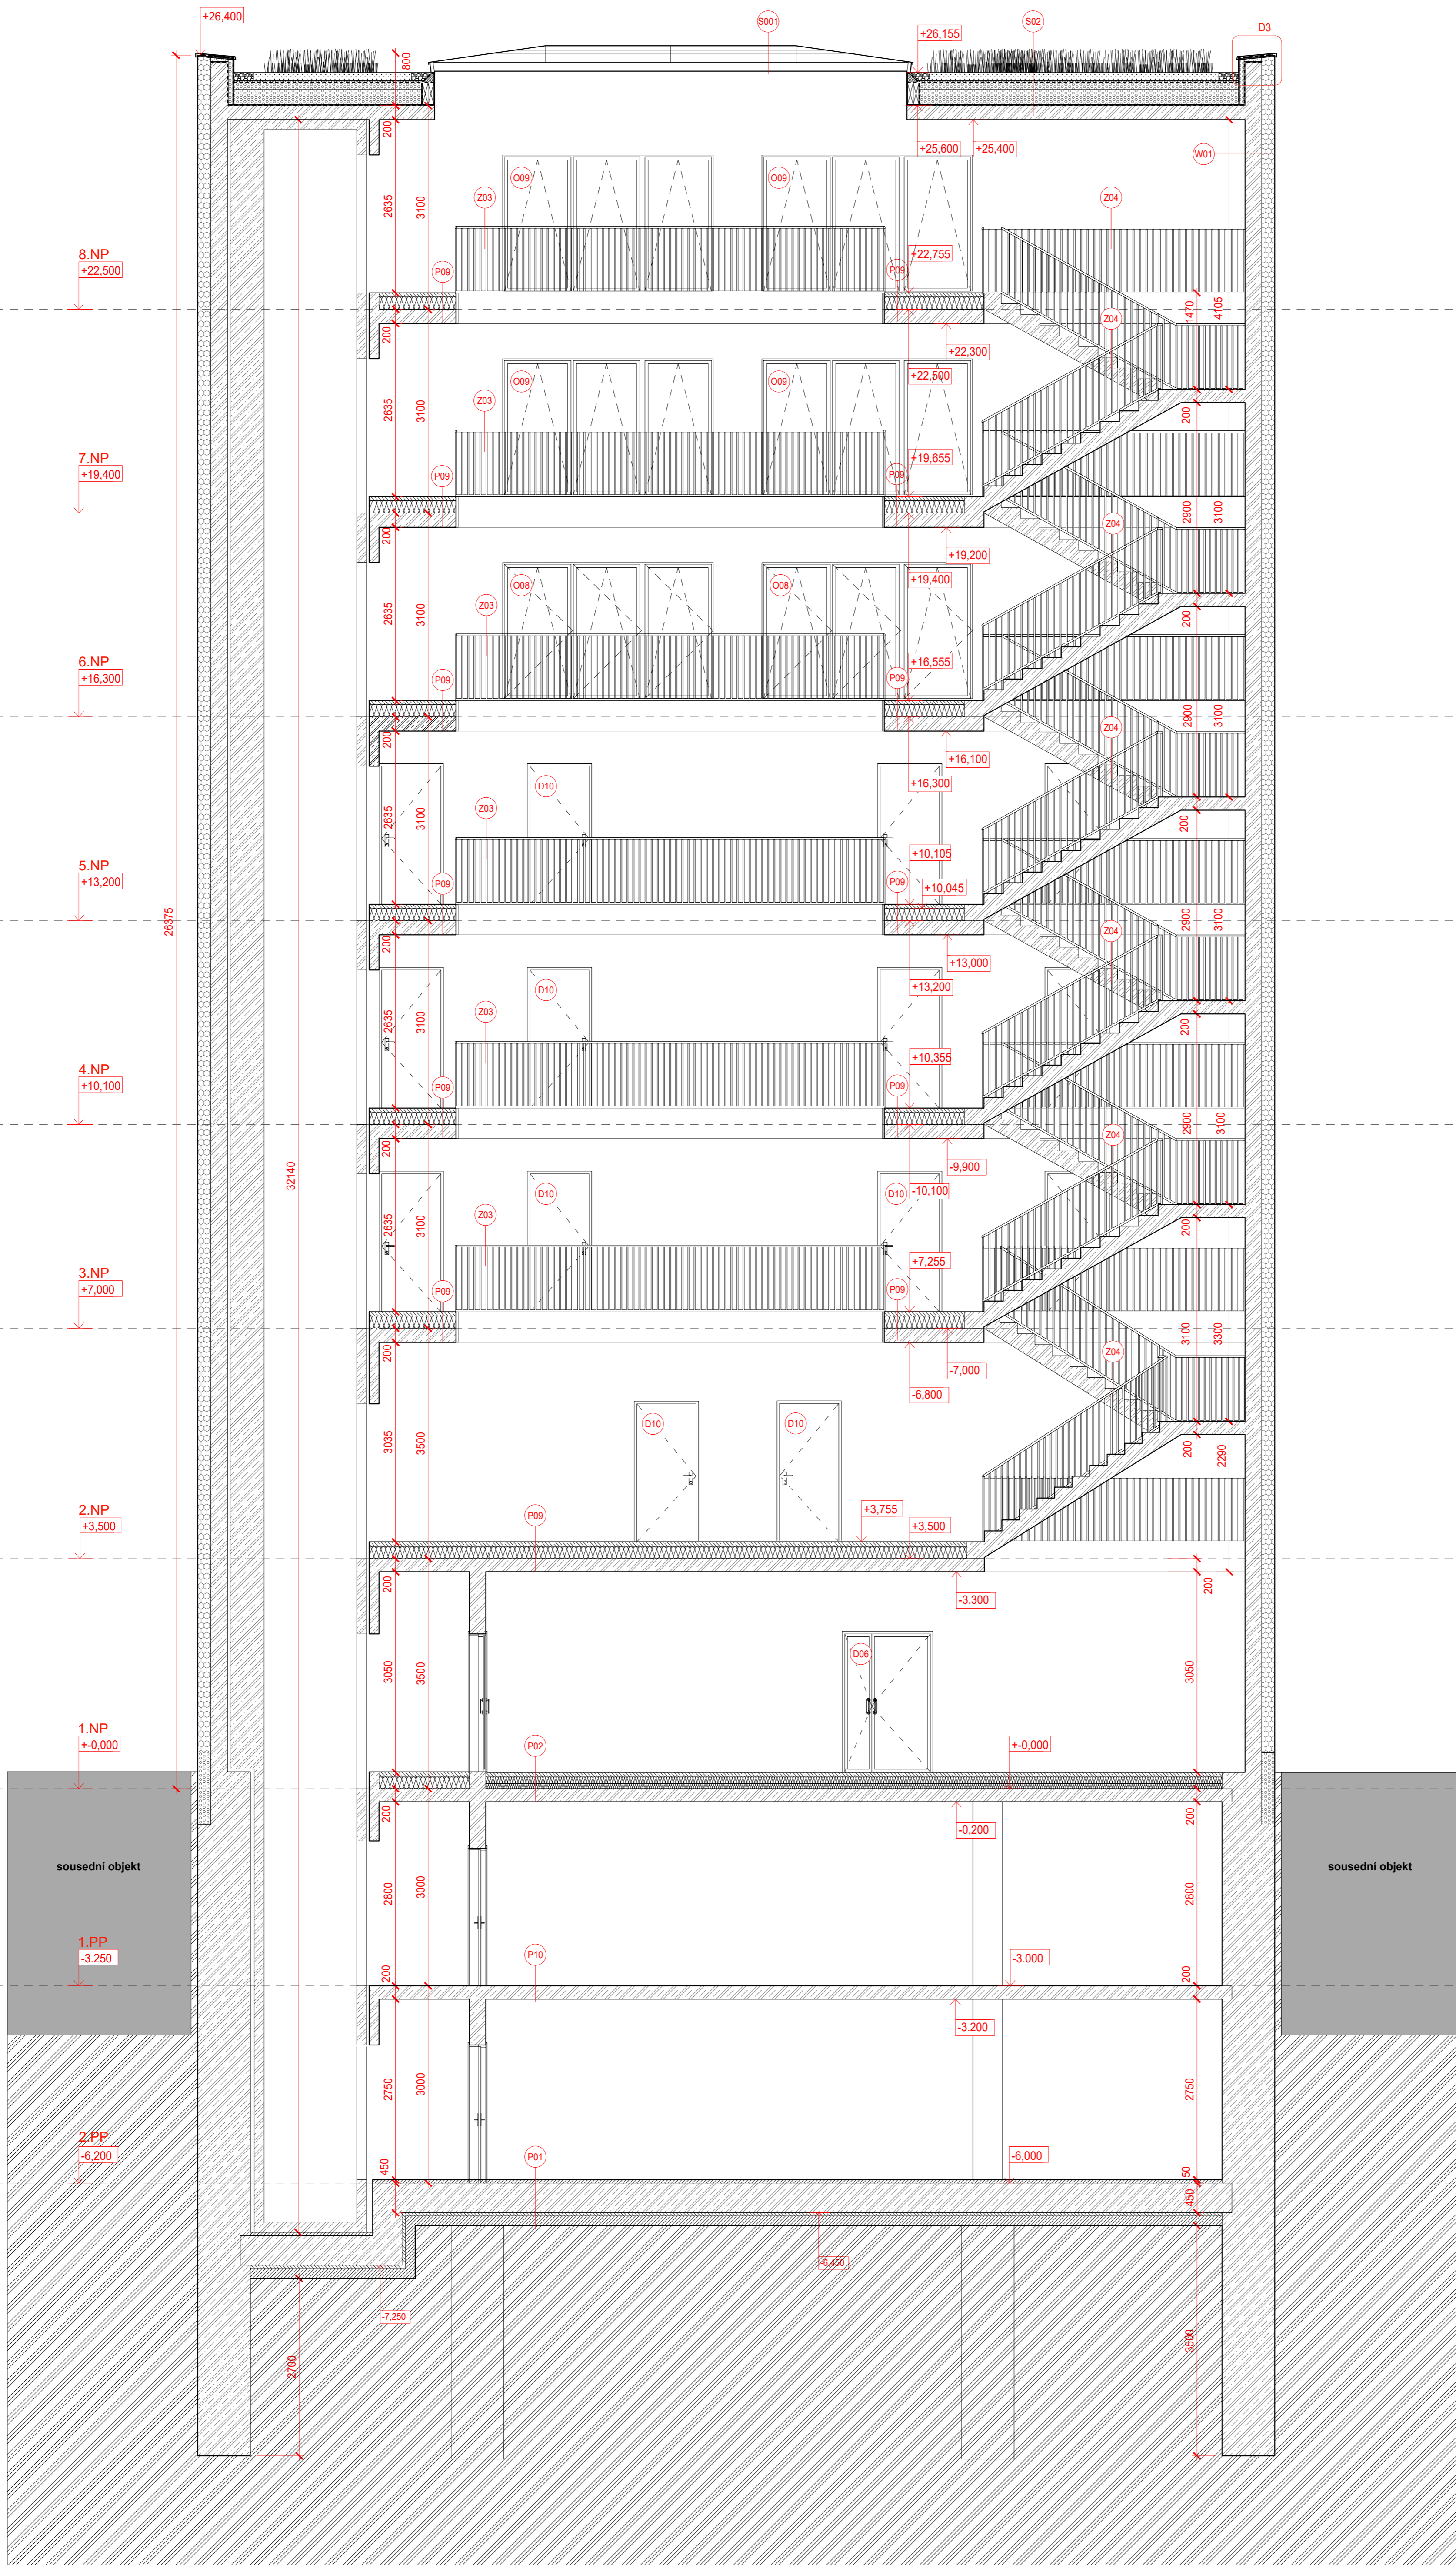 +26,400
S001
S02
+26,155
D3
800
200
+25,600
+25,400
W01
O09
O09
Z03
Z04
2635
3100
8.NP
+22,500
+22,755
P09
P09
1470
4105
200
Z04
+22,300
+22,500
O09
O09
Z03
2635
3100
200
7.NP
+19,400
+19,655
P09
P09
2900
3100
200
Z04
+19,200
+19,400
O08
O08
Z03
2635
3100
200
6.NP
+16,300
+16,555
P09
P09
2900
3100
200
Z04
+16,100
+16,300
D10
Z03
2635
3100
200
5.NP
+13,200
+10,105
+10,045
P09
P09
26375
2900
3100
200
Z04
+13,000
+13,200
D10
Z03
2635
3100
200
4.NP
+10,100
+10,355
P09
P09
2900
3100
200
Z04
-9,900
-10,100
32140
D10
D10
Z03
2635
3100
200
3.NP
+7,000
+7,255
P09
P09
3100
3300
200
Z04
-7,000
-6,800
D10
D10
3035
3500
200
2290
2.NP
+3,500
P09
+3,755
+3,500
200
200
-3.300
D06
3050
3500
3050
1.NP
+-0,000
P02
+-0,000
200
200
-0,200
sousední objekt
sousední objekt
2800
3000
2800
1.PP
-3.250
P10
-3.000
200
200
-3.200
2750
3000
2750
2.PP
-6,200
P01
-6,000
450
50
450
-6,450
-7,250
2700
3500